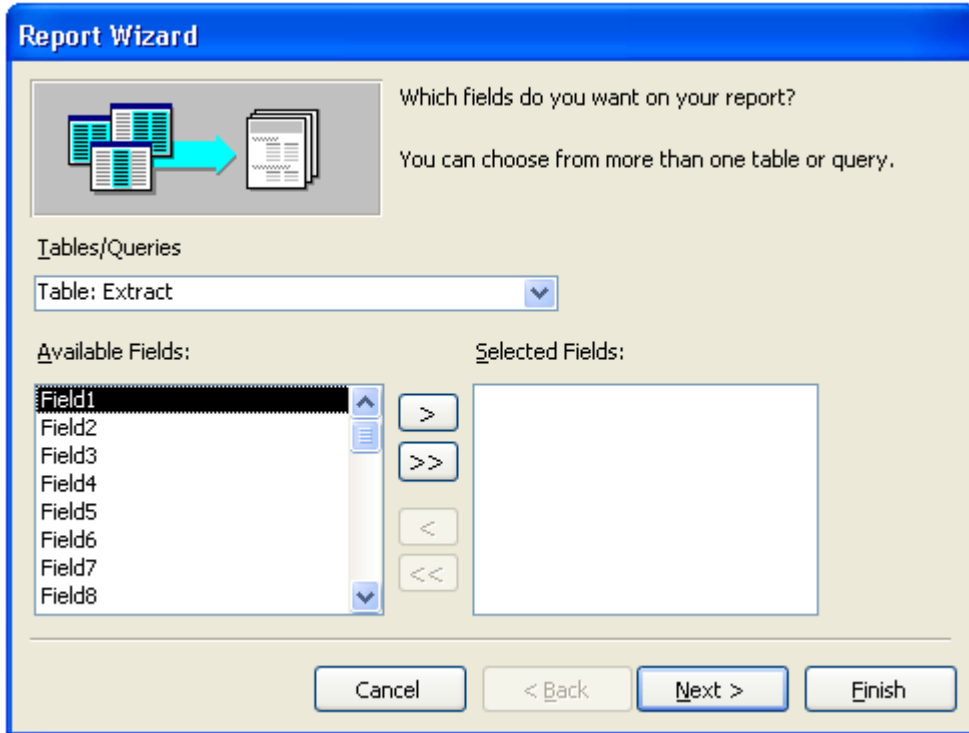 Report Wizard
Which fields do you want on your report?
You can choose from more than one table or query.
Tables/Queries
Table: Extract
Available Fields:
Selected Fields:
Field1
Field2
Field3
Field4
Field5
Field6
Field7
Field8
>
>>
<
<<
Cancel
< Back
Next >
Finish